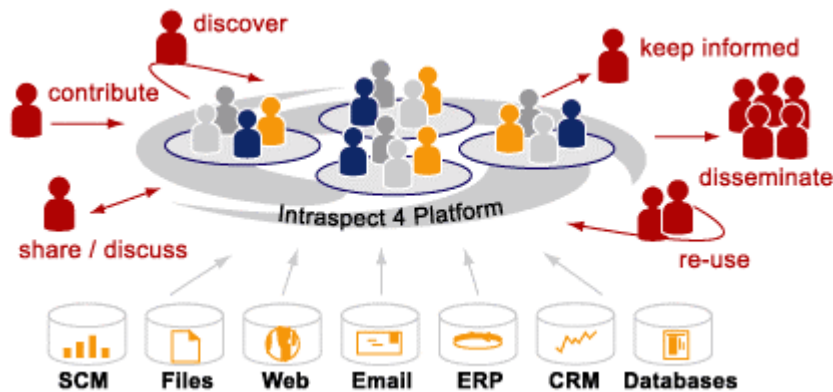 discover
keep informed
contribute
disseminate
Intraspect 4 Platform
share / discuss
re-use
SCM
Files
Web
Email
ERP
CRM
Databases